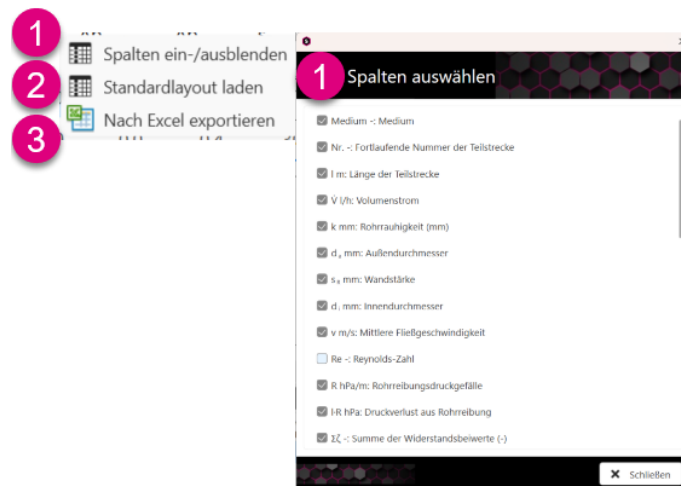 1
Spalten ein-/ausblenden
2
Standardlayout laden
Nach Excel exportieren
3
1 Spalten auswählen
Medium -: Medium
Nr. -: Fortlaufende Nummer der Teilstrecke
l m: Länge der Teilstrecke
V̇ l/h: Volumenstrom
k mm: Rohrrauhigkeit (mm)
dₐ mm: Außendurchmesser
sₐ mm: Wandstärke
dᵢ mm: Innendurchmesser
v m/s: Mittlere Fließgeschwindigkeit
Re -: Reynolds-Zahl
R hPa/m: Rohrreibungsdruckgefälle
l·R hPa: Druckverlust aus Rohrreibung
Σζ -: Summe der Widerstandsbeiwerte (-)
Schließen